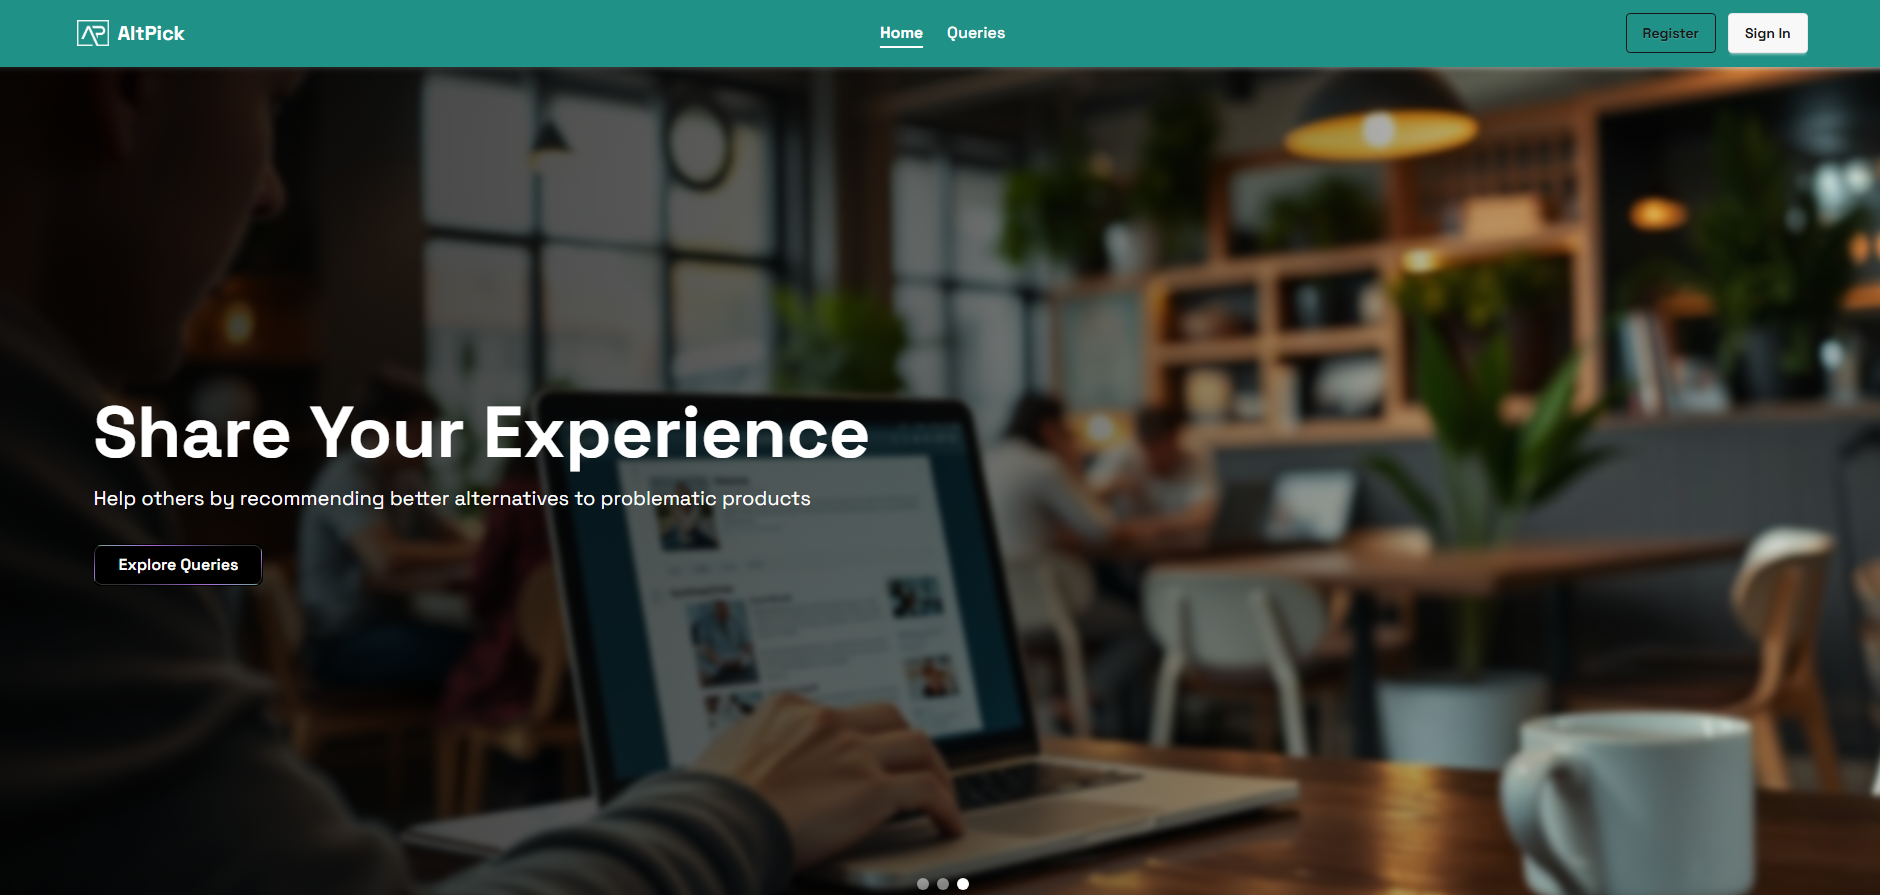 AP AltPick
Home Queries
Register Sign In
Share Your Experience
Help others by recommending better alternatives to problematic products
Explore Queries